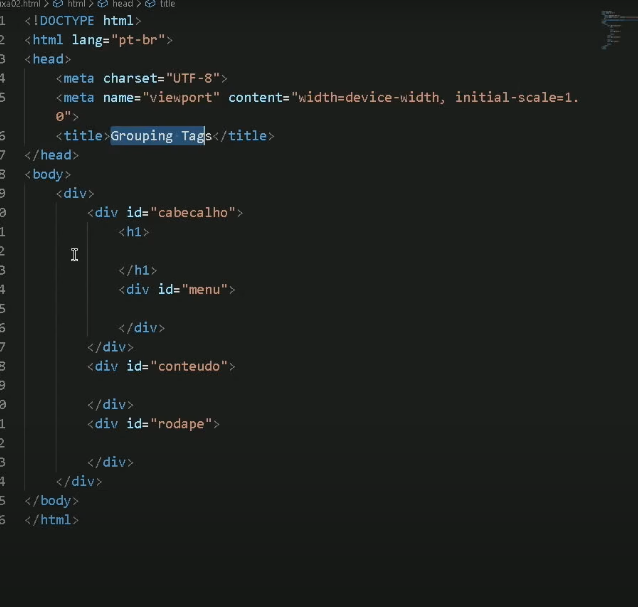 ixa02.html > html > head > title
1 <!DOCTYPE html>
2 <html lang="pt-br">
3 <head>
4 <meta charset="UTF-8">
5 <meta name="viewport" content="width=device-width, initial-scale=1.
0">
6 <title>Grouping Tags</title>
7 </head>
8 <body>
9 <div>
0 <div id="cabecalho">
1 <h1>
2
3 </h1>
4 <div id="menu">
5
6 </div>
7 </div>
8 <div id="conteudo">
9
0 </div>
1 <div id="rodape">
2
3 </div>
4 </div>
5 </body>
6 </html>